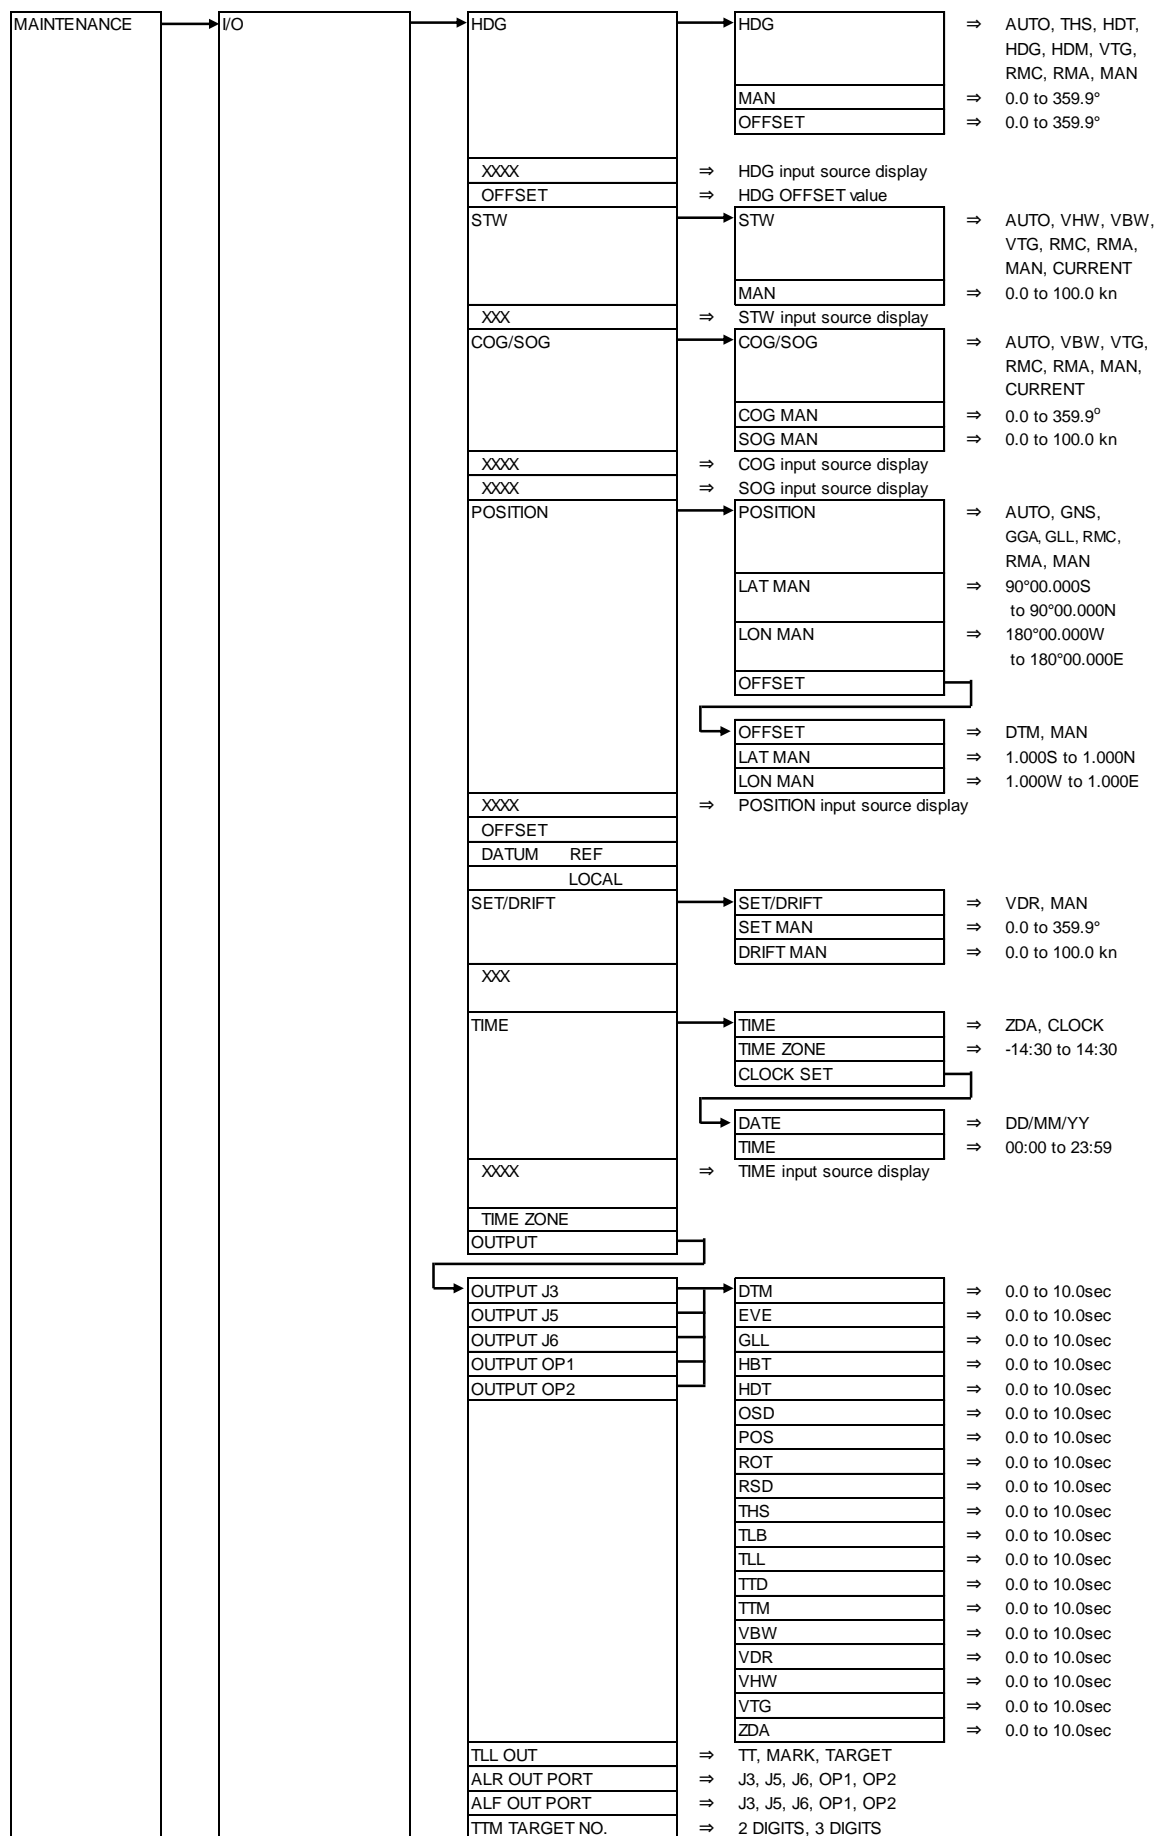 MAINTENANCE I/O HDG HDG ⇒ AUTO, THS, HDT,
HDG, HDM, VTG,
RMC, RMA, MAN
MAN ⇒ 0.0 to 359.9°
OFFSET ⇒ 0.0 to 359.9°
XXXX ⇒ HDG input source display
OFFSET ⇒ HDG OFFSET value
STW STW ⇒ AUTO, VHW, VBW,
VTG, RMC, RMA,
MAN, CURRENT
MAN ⇒ 0.0 to 100.0 kn
XXX ⇒ STW input source display
COG/SOG COG/SOG ⇒ AUTO, VBW, VTG,
RMC, RMA, MAN,
CURRENT
COG MAN ⇒ 0.0 to 359.9°
SOG MAN ⇒ 0.0 to 100.0 kn
XXXX ⇒ COG input source display
XXXX ⇒ SOG input source display
POSITION POSITION ⇒ AUTO, GNS,
GGA, GLL, RMC,
RMA, MAN
LAT MAN ⇒ 90°00.000S
to 90°00.000N
LON MAN ⇒ 180°00.000W
to 180°00.000E
OFFSET
OFFSET ⇒ DTM, MAN
LAT MAN ⇒ 1.000S to 1.000N
LON MAN ⇒ 1.000W to 1.000E
XXXX ⇒ POSITION input source display
OFFSET
DATUM REF
LOCAL
SET/DRIFT SET/DRIFT ⇒ VDR, MAN
SET MAN ⇒ 0.0 to 359.9°
DRIFT MAN ⇒ 0.0 to 100.0 kn
XXX
TIME TIME ⇒ ZDA, CLOCK
TIME ZONE ⇒ -14:30 to 14:30
CLOCK SET
DATE ⇒ DD/MM/YY
TIME ⇒ 00:00 to 23:59
XXXX ⇒ TIME input source display
TIME ZONE
OUTPUT
OUTPUT J3 DTM ⇒ 0.0 to 10.0sec
OUTPUT J5 EVE ⇒ 0.0 to 10.0sec
OUTPUT J6 GLL ⇒ 0.0 to 10.0sec
OUTPUT OP1 HBT ⇒ 0.0 to 10.0sec
OUTPUT OP2 HDT ⇒ 0.0 to 10.0sec
OSD ⇒ 0.0 to 10.0sec
POS ⇒ 0.0 to 10.0sec
ROT ⇒ 0.0 to 10.0sec
RSD ⇒ 0.0 to 10.0sec
THS ⇒ 0.0 to 10.0sec
TLB ⇒ 0.0 to 10.0sec
TLL ⇒ 0.0 to 10.0sec
TTD ⇒ 0.0 to 10.0sec
TTM ⇒ 0.0 to 10.0sec
VBW ⇒ 0.0 to 10.0sec
VDR ⇒ 0.0 to 10.0sec
VHW ⇒ 0.0 to 10.0sec
VTG ⇒ 0.0 to 10.0sec
ZDA ⇒ 0.0 to 10.0sec
TLL OUT ⇒ TT, MARK, TARGET
ALR OUT PORT ⇒ J3, J5, J6, OP1, OP2
ALF OUT PORT ⇒ J3, J5, J6, OP1, OP2
TTM TARGET NO. ⇒ 2 DIGITS, 3 DIGITS